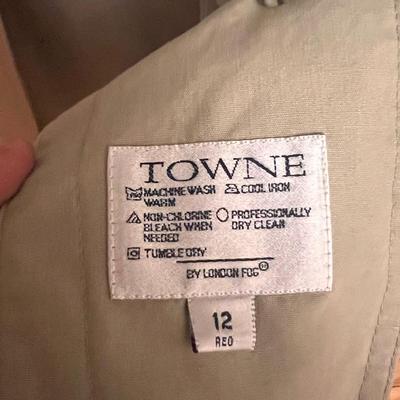 TOWNE
MACHINE WASH COOL IRON
WARM
NON-CHLORINE PROFESSIONALLY
BLEACH WHEN DRY CLEAN
NEEDED
TUMBLE DRY
BY LONDON FOG®
12
REG